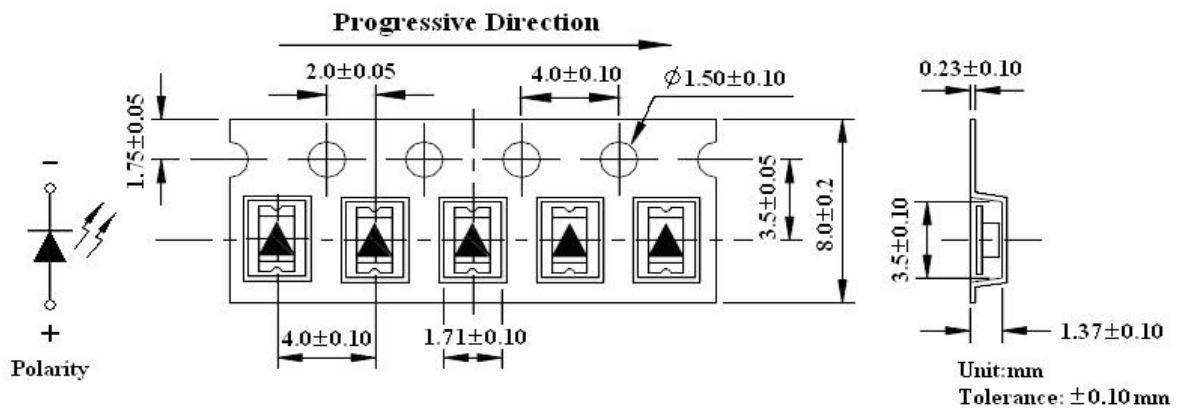 Progressive Direction
2.0±0.05
4.0±0.10
ϕ1.50±0.10
0.23±0.10
1.75±0.05
3.5±0.05
8.0±0.2
3.5±0.10
-
+
Polarity
4.0±0.10
1.71±0.10
1.37±0.10
Unit:mm
Tolerance: ±0.10 mm